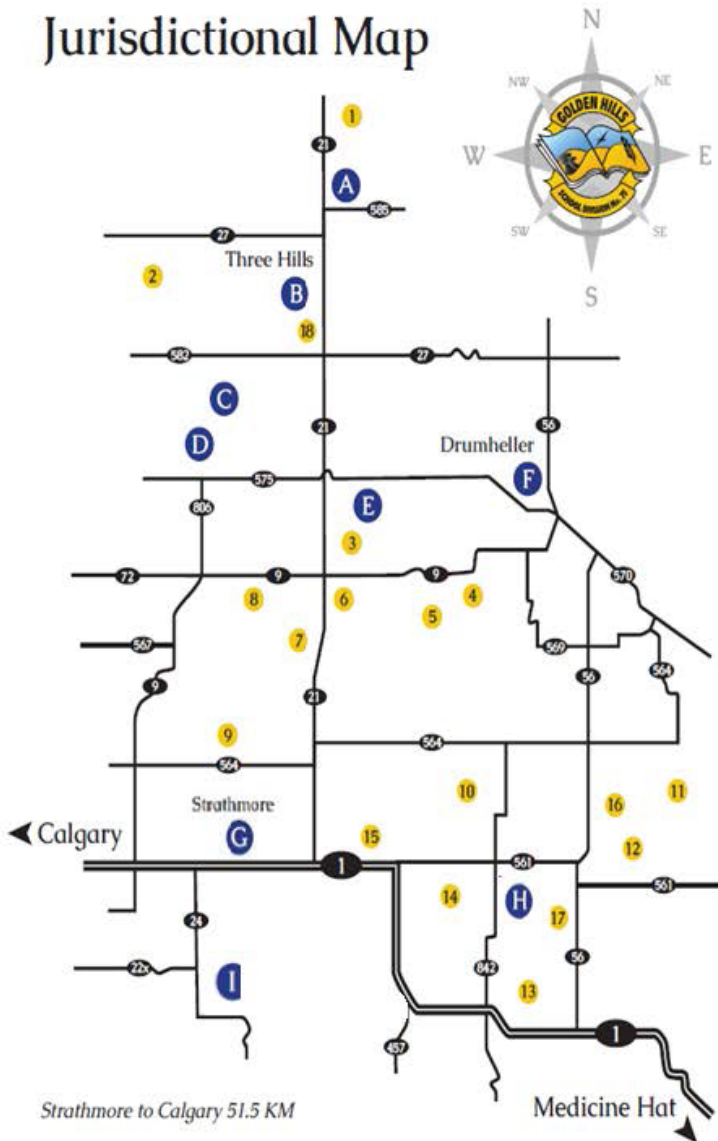 Jurisdictional Map
N
NW
NE
GOLDEN HILLS
W
E
SCHOOL DIVISION No. 75
SW
SE
S
1
21
A
585
27
Three Hills
2
B
18
582
27
C
21
56
D
Drumheller
575
F
806
E
3
72
9
9
570
8
6
5
4
7
567
569
564
9
56
21
9
564
564
10
11
Strathmore
16
Calgary
G
15
12
1
561
561
14
H
17
24
22x
842
56
I
13
457
1
Strathmore to Calgary 51.5 KM
Medicine Hat